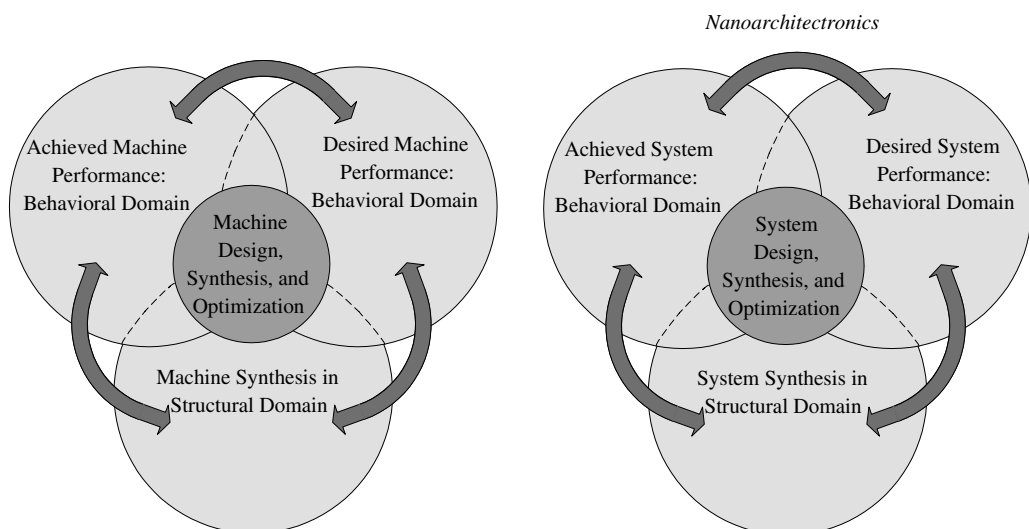 Nanoarchitectronics
Achieved Machine
Performance:
Behavioral Domain
Desired Machine
Performance:
Behavioral Domain
Machine
Design,
Synthesis, and
Optimization
Machine Synthesis in
Structural Domain
Achieved System
Performance:
Behavioral Domain
Desired System
Performance:
Behavioral Domain
System
Design,
Synthesis, and
Optimization
System Synthesis in
Structural Domain